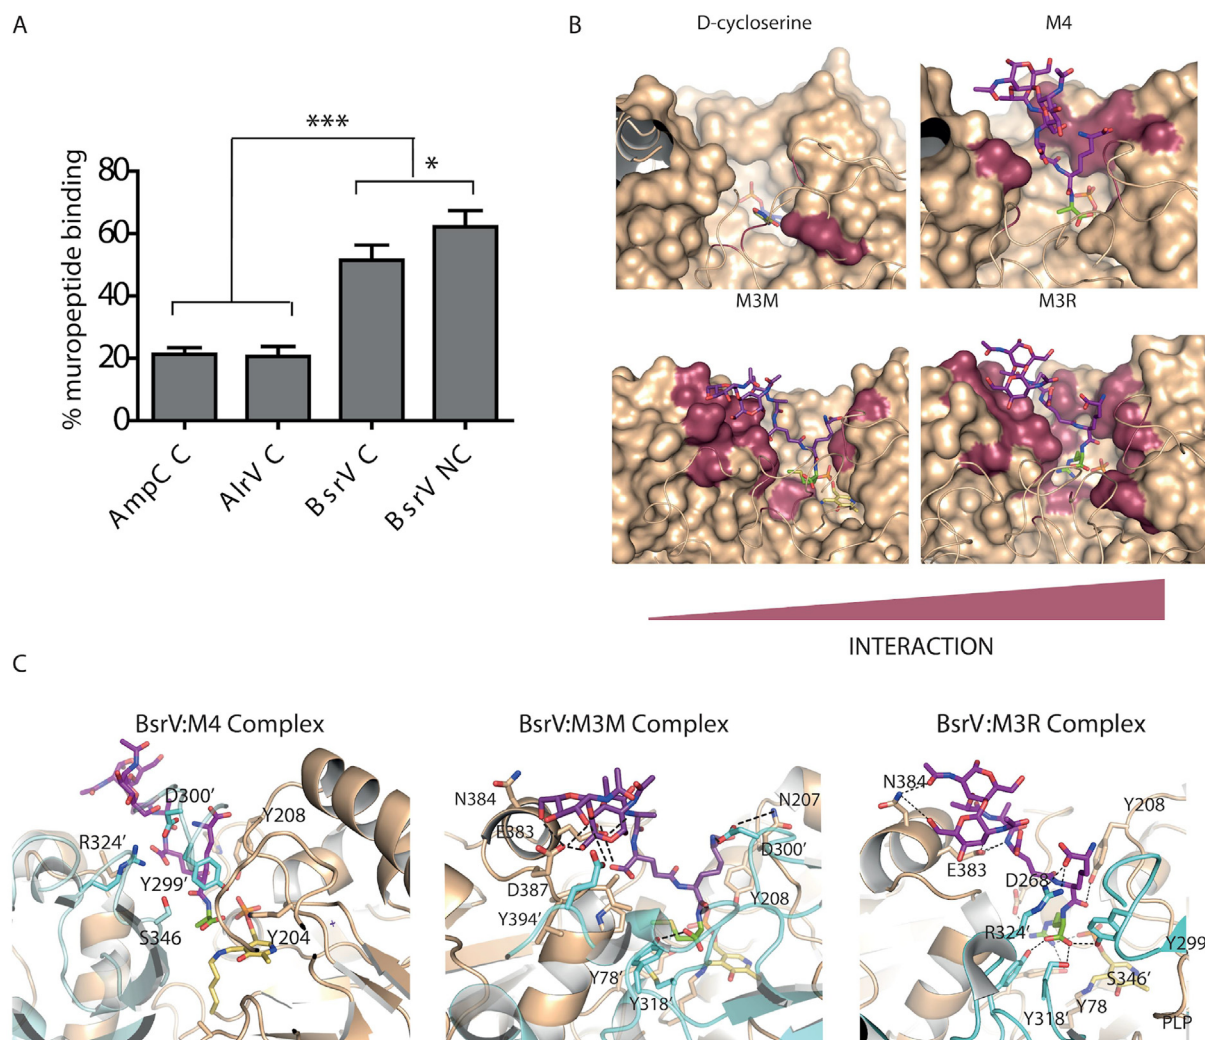 A
***
*
80
60
40
20
0
% muropeptide binding
AmpC C
AlrV C
BsrV C
BsrV NC
B
D-cycloserine
M4
M3M
M3R
INTERACTION
C
BsrV:M4 Complex
D300’
Y208
R324’
Y299’
S346
Y204
BsrV:M3M Complex
N384
N207
E383
D300’
D387
Y208
Y394’
Y78’
Y318’
BsrV:M3R Complex
N384
Y208
E383
D268’
R324’
Y299’
S346’
Y318’
Y78
PLP